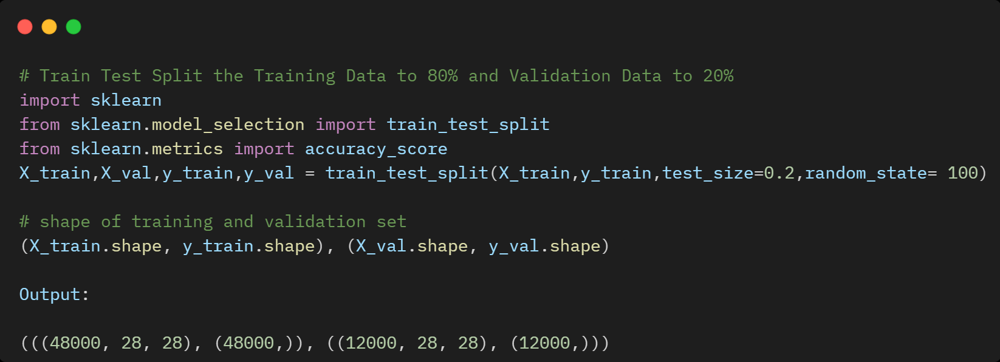 # Train Test Split the Training Data to 80% and Validation Data to 20%
import sklearn
from sklearn.model_selection import train_test_split
from sklearn.metrics import accuracy_score
X_train,X_val,y_train,y_val = train_test_split(X_train,y_train,test_size=0.2,random_state= 100)
# shape of training and validation set
(X_train.shape, y_train.shape), (X_val.shape, y_val.shape)
Output:
(((48000, 28, 28), (48000,)), ((12000, 28, 28), (12000,)))